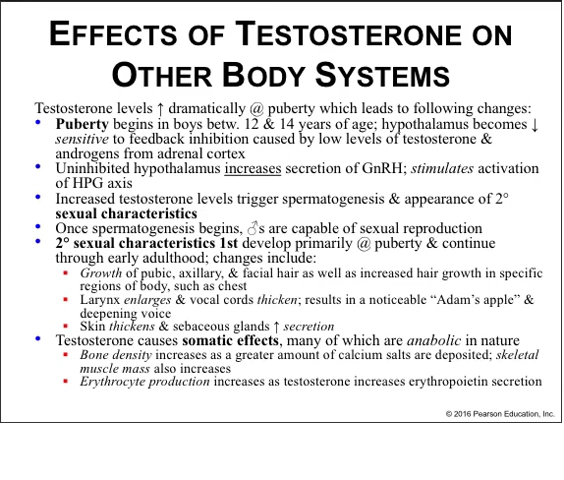 EFFECTS OF TESTOSTERONE ON
OTHER BODY SYSTEMS
Testosterone levels ↑ dramatically @ puberty which leads to following changes:
• Puberty begins in boys betw. 12 & 14 years of age; hypothalamus becomes ↓
sensitive to feedback inhibition caused by low levels of testosterone &
androgens from adrenal cortex
• Uninhibited hypothalamus increases secretion of GnRH; stimulates activation
of HPG axis
• Increased testosterone levels trigger spermatogenesis & appearance of 2°
sexual characteristics
• Once spermatogenesis begins, ♂s are capable of sexual reproduction
• 2° sexual characteristics 1st develop primarily @ puberty & continue
through early adulthood; changes include:
▪ Growth of pubic, axillary, & facial hair as well as increased hair growth in specific
regions of body, such as chest
▪ Larynx enlarges & vocal cords thicken; results in a noticeable “Adam’s apple” &
deepening voice
▪ Skin thickens & sebaceous glands ↑ secretion
• Testosterone causes somatic effects, many of which are anabolic in nature
▪ Bone density increases as a greater amount of calcium salts are deposited; skeletal
muscle mass also increases
▪ Erythrocyte production increases as testosterone increases erythropoietin secretion
© 2016 Pearson Education, Inc.